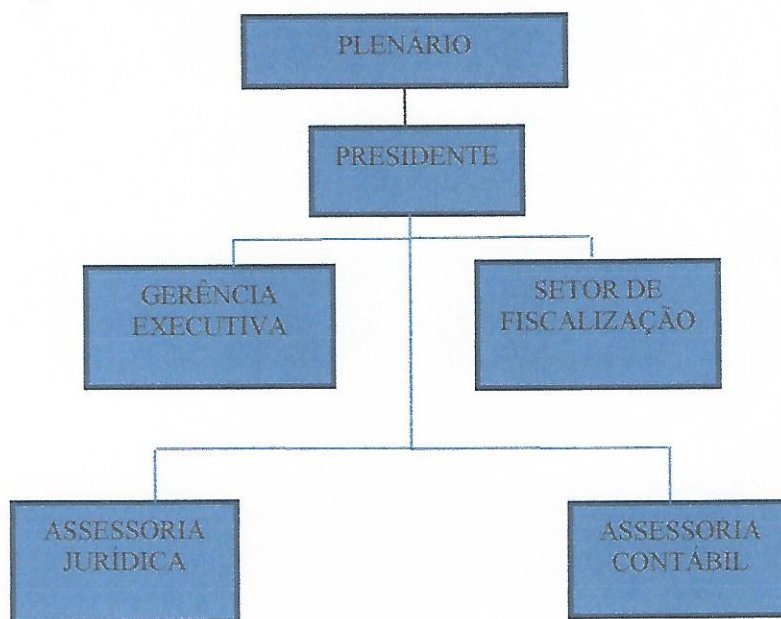 PLENÁRIO
PRESIDENTE
GERÊNCIA
EXECUTIVA
SETOR DE
FISCALIZAÇÃO
ASSESSORIA
JURÍDICA
ASSESSORIA
CONTÁBIL